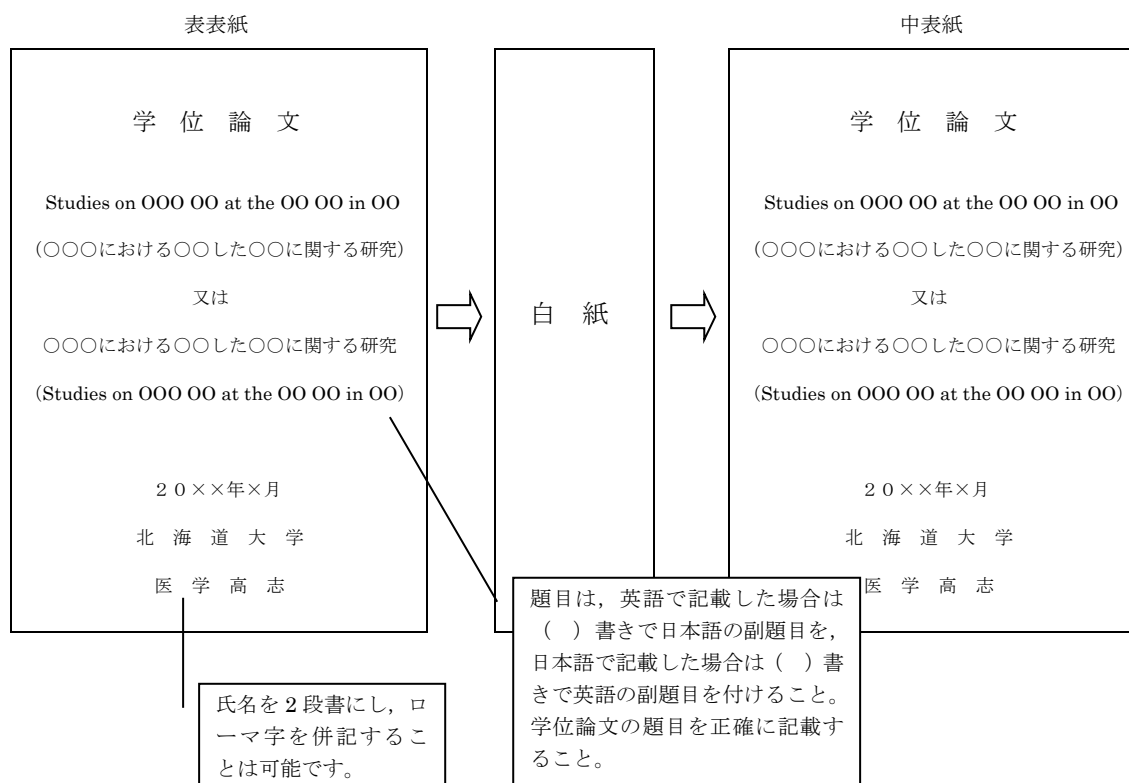 表表紙
学 位 論 文
Studies on OOO OO at the OO OO in OO
(○○○における○○した○○に関する研究)
又は
○○○における○○した○○に関する研究
(Studies on OOO OO at the OO OO in OO)
２０××年×月
北 海 道 大 学
医 学 高 志
白 紙
中表紙
学 位 論 文
Studies on OOO OO at the OO OO in OO
(○○○における○○した○○に関する研究)
又は
○○○における○○した○○に関する研究
(Studies on OOO OO at the OO OO in OO)
２０××年×月
北 海 道 大 学
医 学 高 志
題目は，英語で記載した場合は
（　）書きで日本語の副題目を，
日本語で記載した場合は（　）書
きで英語の副題目を付けること。
学位論文の題目を正確に記載す
ること。
氏名を 2 段書にし，ロ
ーマ字を併記するこ
とは可能です。